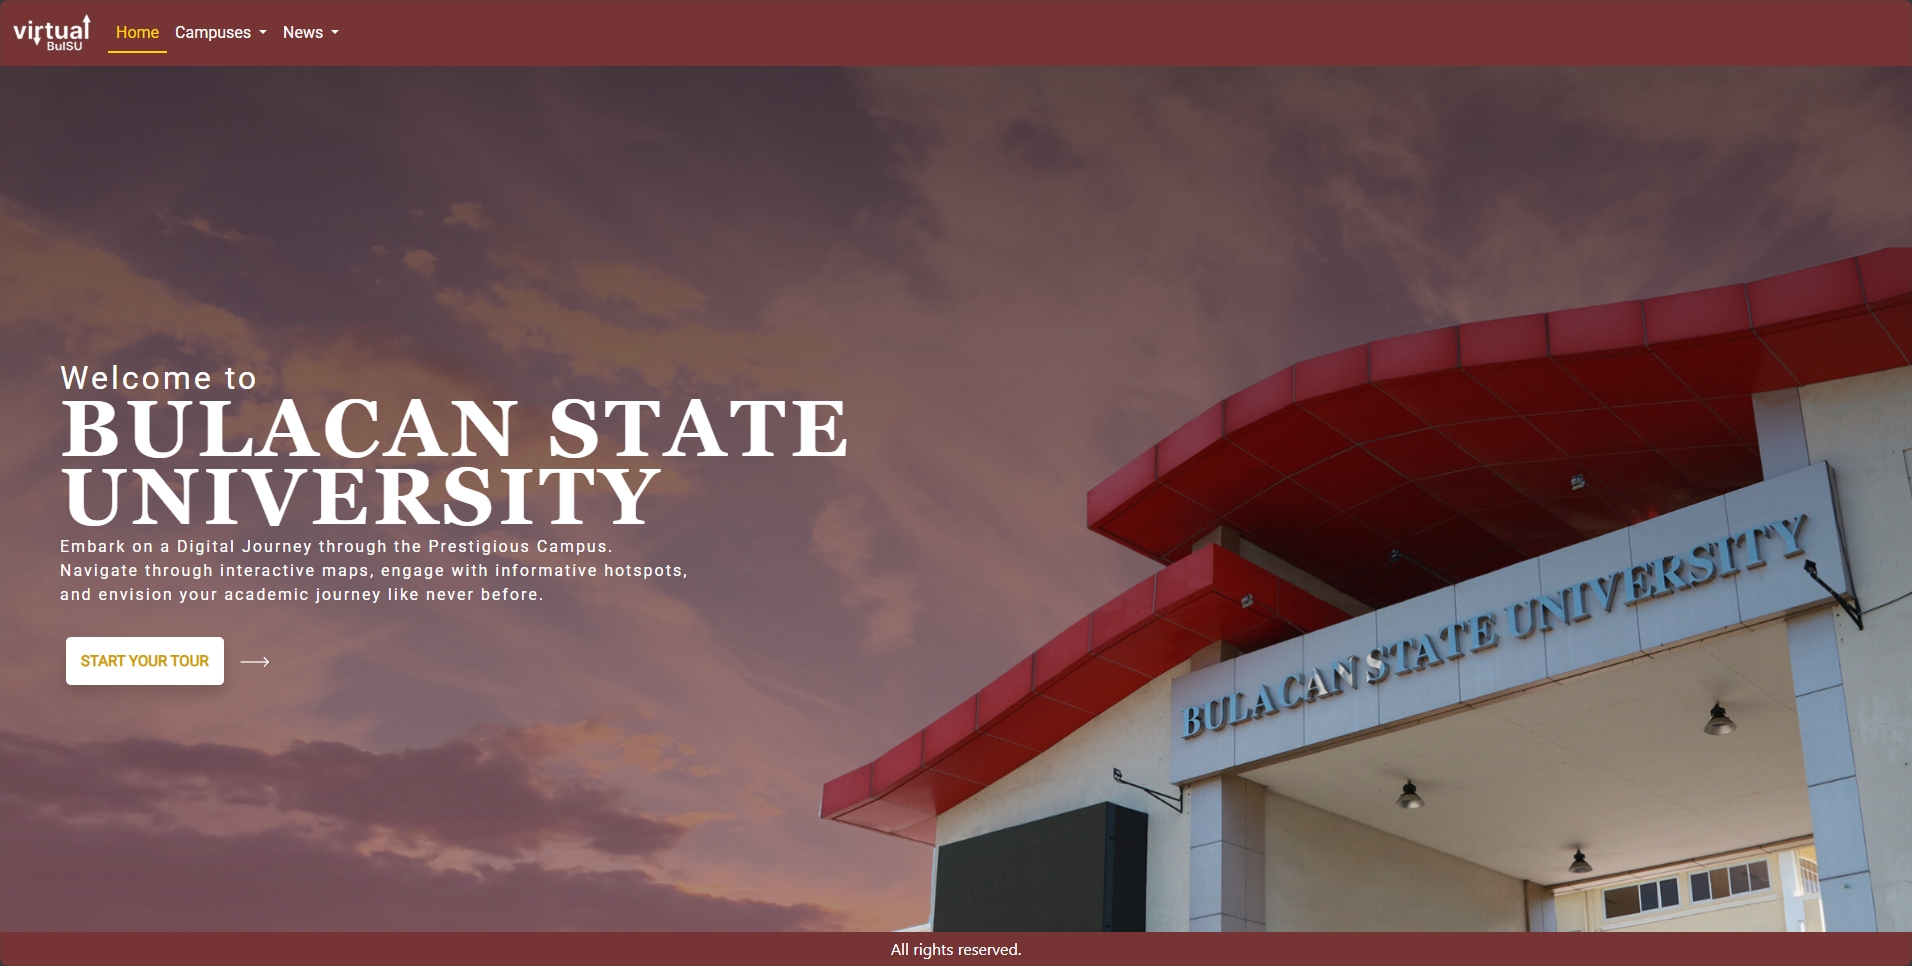 virtual
BulSU
Home
Campuses
News
Welcome to
BULACAN STATE
UNIVERSITY
Embark on a Digital Journey through the Prestigious Campus.
Navigate through interactive maps, engage with informative hotspots,
and envision your academic journey like never before.
START YOUR TOUR
BULACAN STATE UNIVERSITY
All rights reserved.